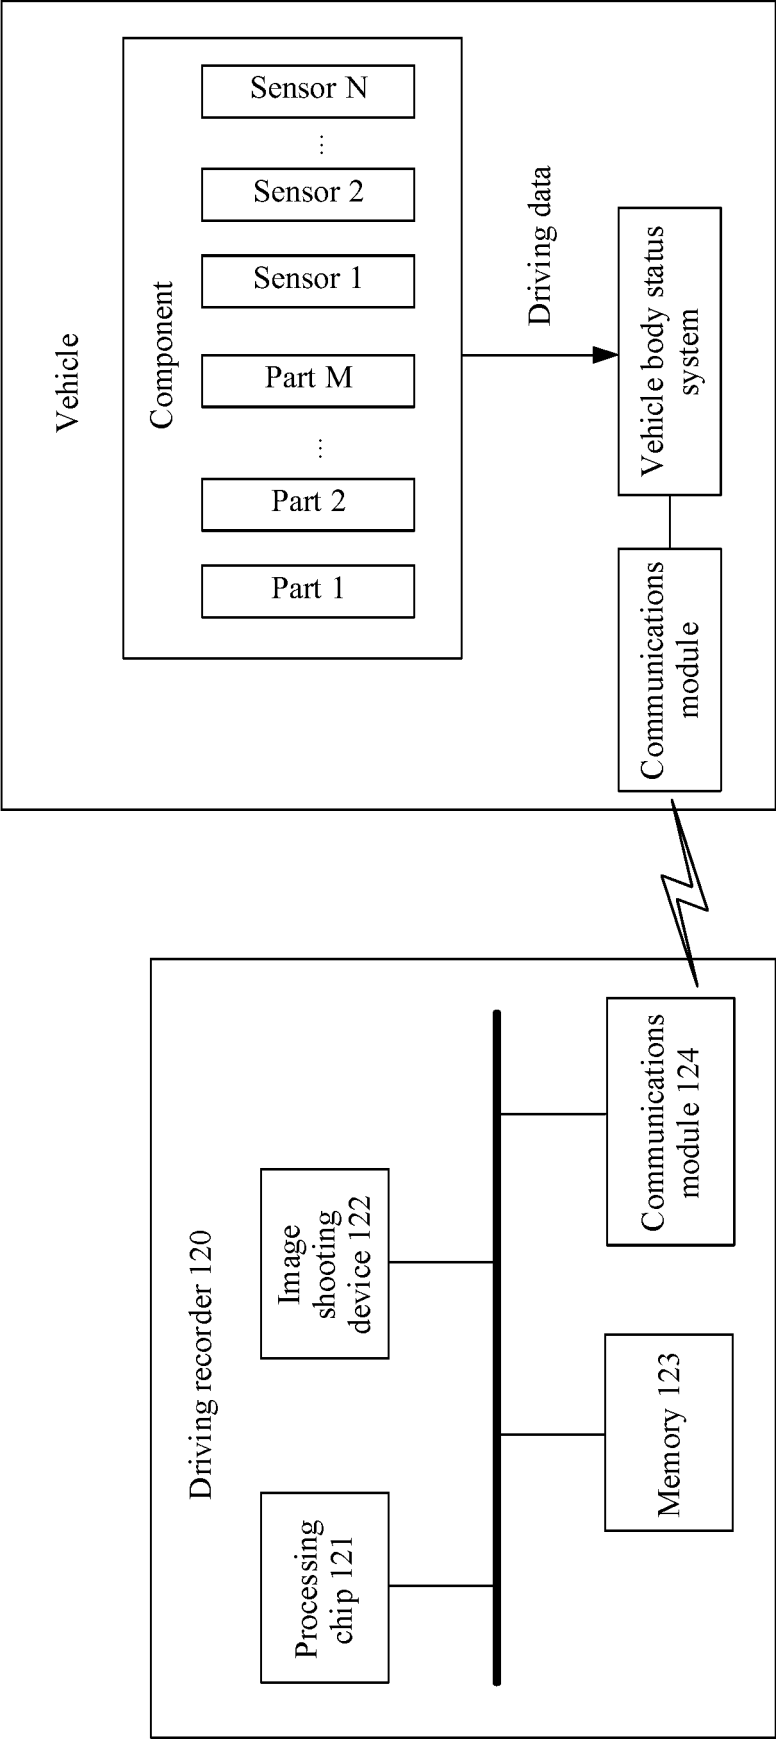 Driving recorder 120
Processing
chip 121
Image
shooting
device 122
Memory 123
Communications
module 124
Vehicle
Component
Part 1
Part 2
...
Part M
Sensor 1
Sensor 2
...
Sensor N
Driving data
Communications
module
Vehicle body status
system